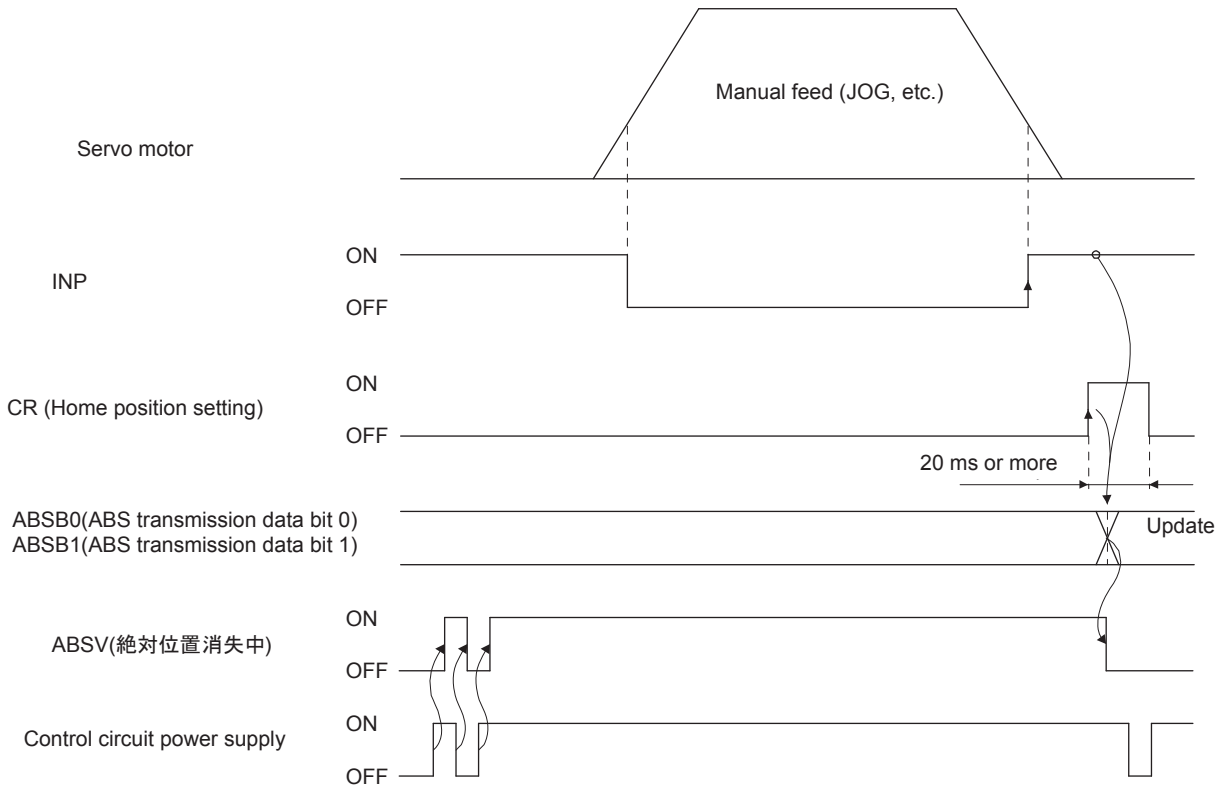 Manual feed (JOG, etc.)
Servo motor
ON
INP
OFF
ON
CR (Home position setting)
OFF
20 ms or more
ABSB0(ABS transmission data bit 0)
Update
ABSB1(ABS transmission data bit 1)
ON
ABSV(絶対位置消失中)
OFF
ON
Control circuit power supply
OFF